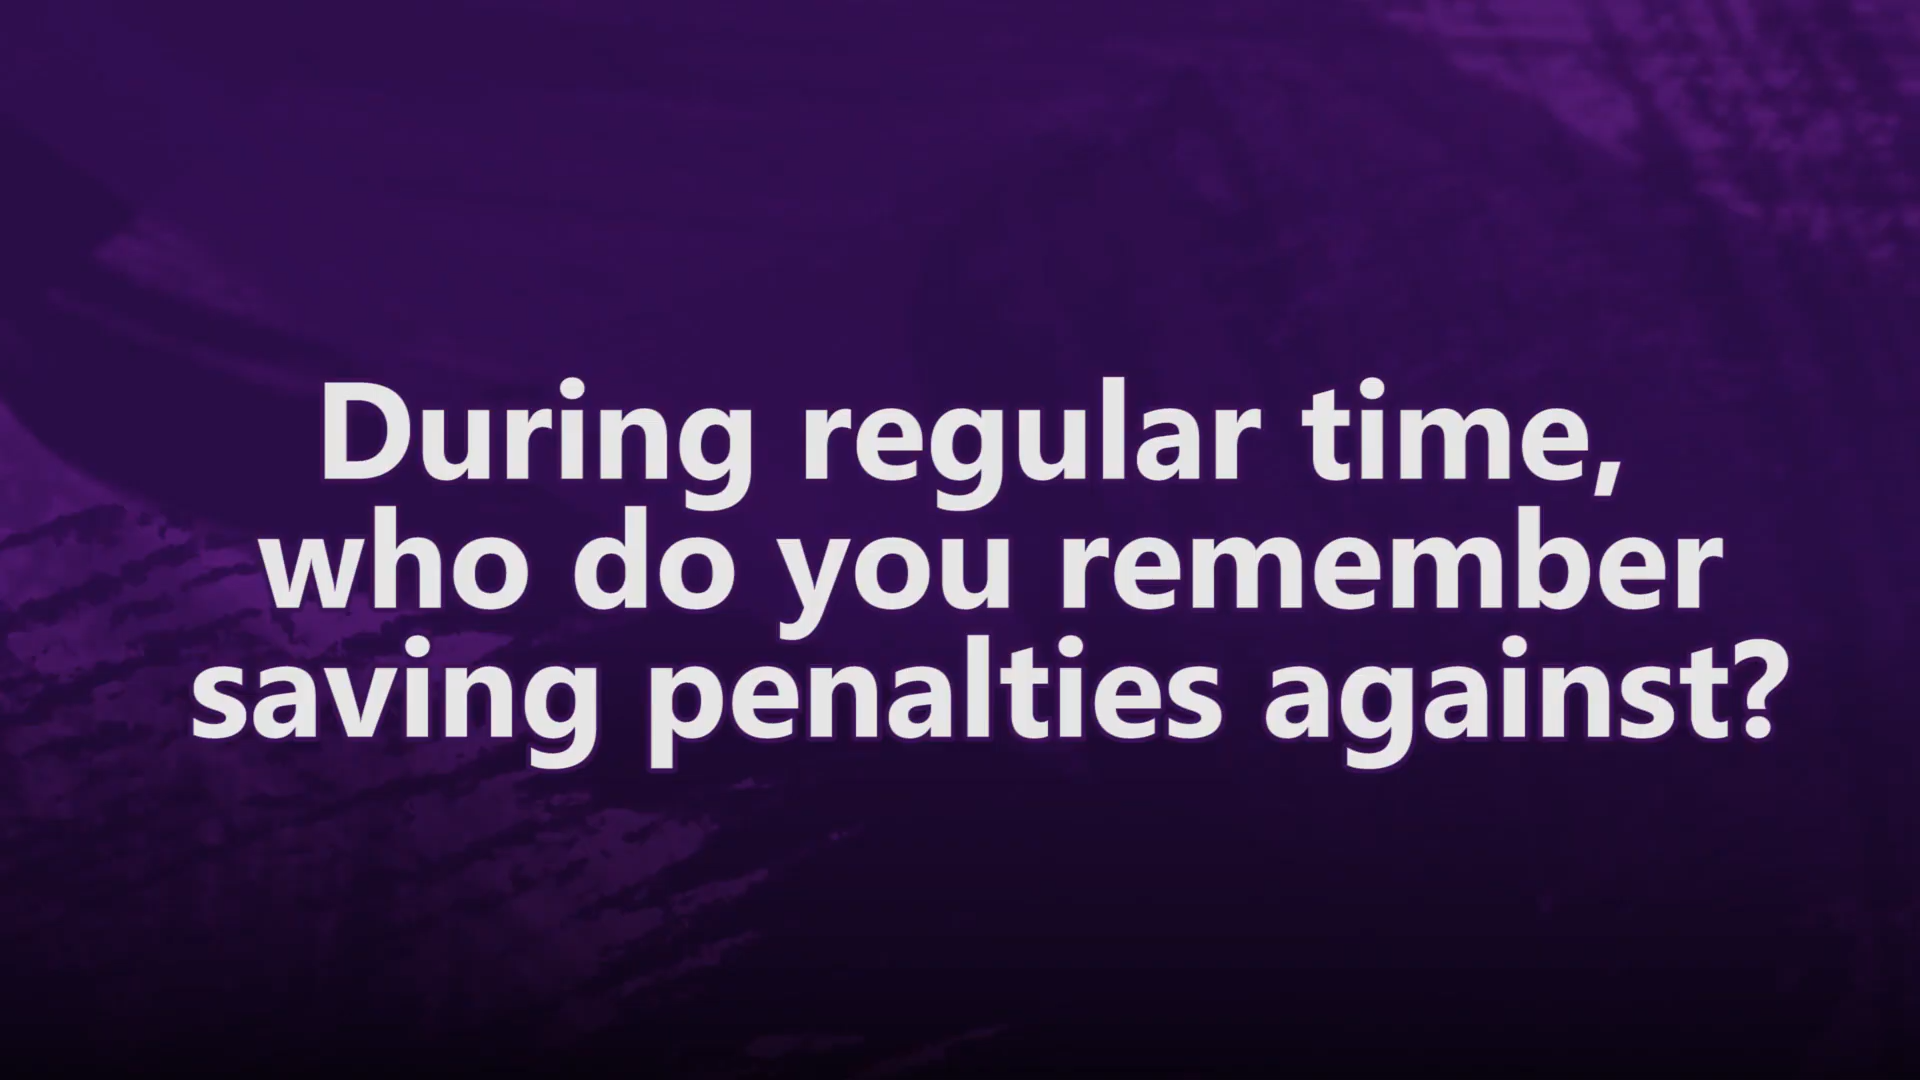 During regular time,
who do you remember
saving penalties against?